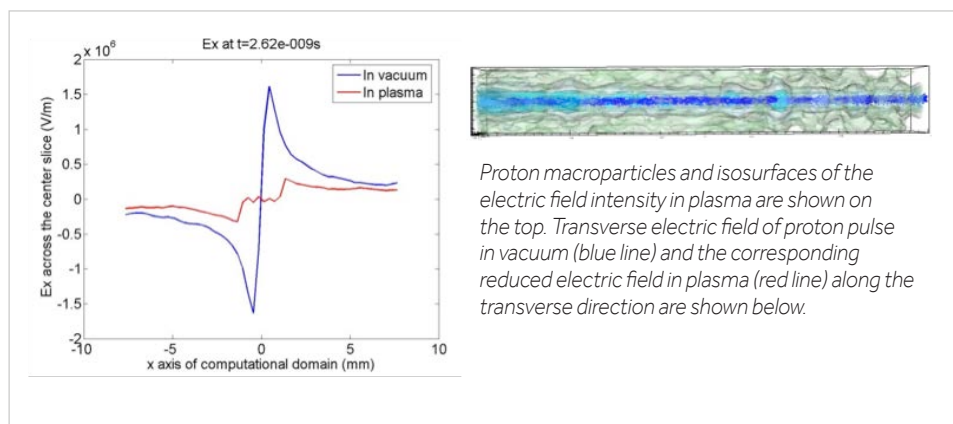 Ex at t=2.62e-009s
x 10^6
In vacuum
In plasma
2
1.5
1
0.5
0
-0.5
-1
-1.5
-2
-10 -5 0 5 10
Ex across the center slice (V/m)
x axis of computational domain (mm)
Proton macroparticles and isosurfaces of the
electric field intensity in plasma are shown on
the top. Transverse electric field of proton pulse
in vacuum (blue line) and the corresponding
reduced electric field in plasma (red line) along the
transverse direction are shown below.